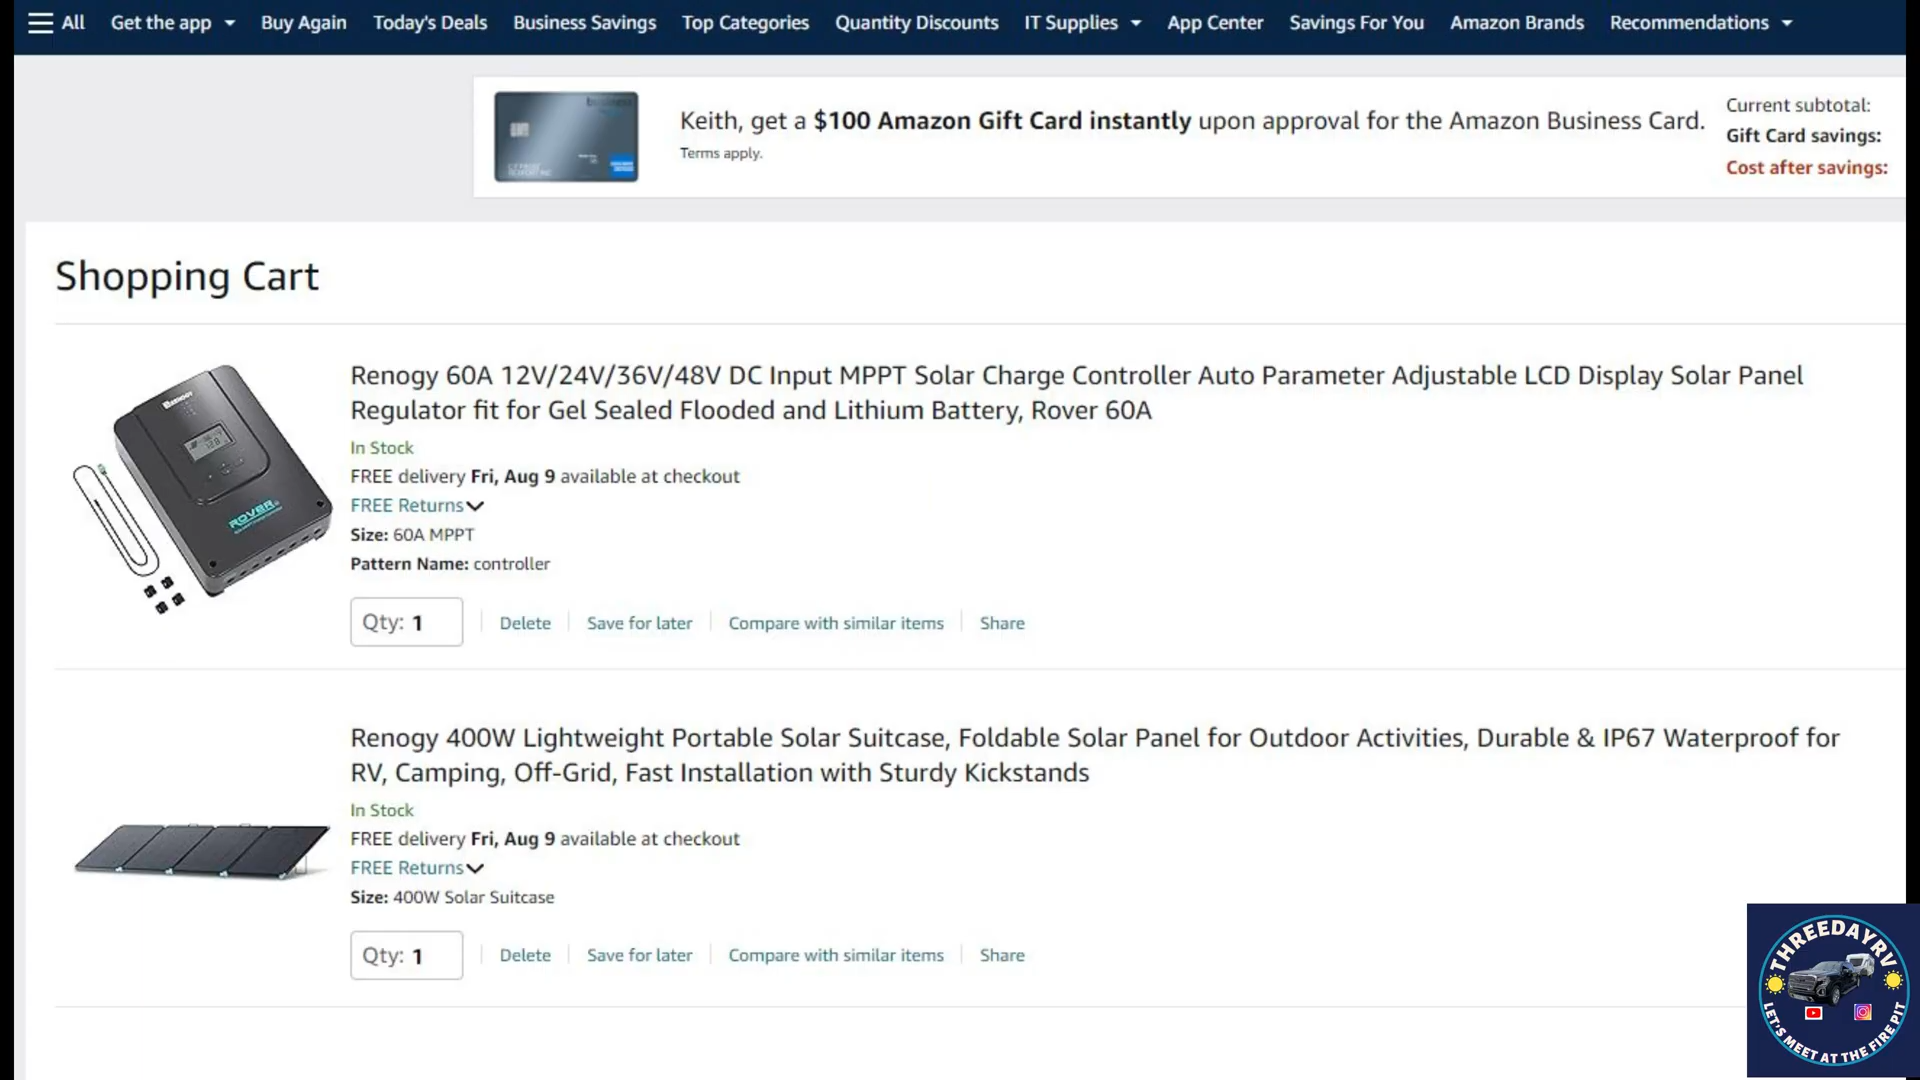 All
Get the app
Buy Again
Today's Deals
Business Savings
Top Categories
Quantity Discounts
IT Supplies
App Center
Savings For You
Amazon Brands
Recommendations
business
Keith, get a $100 Amazon Gift Card instantly upon approval for the Amazon Business Card.
Terms apply.
Current subtotal:
Gift Card savings:
Cost after savings:
Shopping Cart
Renogy 60A 12V/24V/36V/48V DC Input MPPT Solar Charge Controller Auto Parameter Adjustable LCD Display Solar Panel
Regulator fit for Gel Sealed Flooded and Lithium Battery, Rover 60A
In Stock
FREE delivery Fri, Aug 9 available at checkout
FREE Returns
Size: 60A MPPT
Pattern Name: controller
Qty: 1
Delete
Save for later
Compare with similar items
Share
RENOGY
ROVER
Renogy 400W Lightweight Portable Solar Suitcase, Foldable Solar Panel for Outdoor Activities, Durable & IP67 Waterproof for
RV, Camping, Off-Grid, Fast Installation with Sturdy Kickstands
In Stock
FREE delivery Fri, Aug 9 available at checkout
FREE Returns
Size: 400W Solar Suitcase
Qty: 1
Delete
Save for later
Compare with similar items
Share
THREEDAYRV
LET'S MEET AT THE FIRE PIT